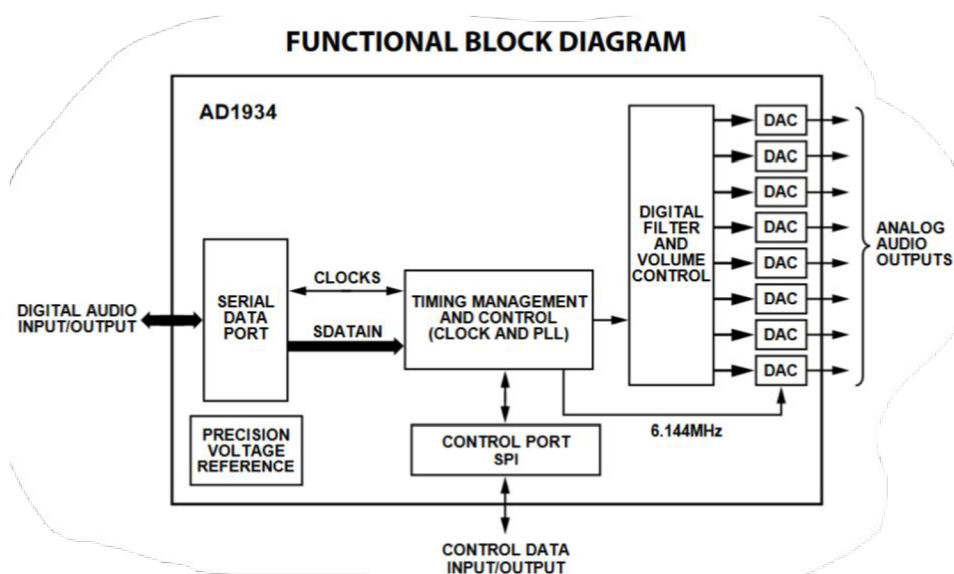 FUNCTIONAL BLOCK DIAGRAM
AD1934
DIGITAL AUDIO
INPUT/OUTPUT
SERIAL
DATA
PORT
CLOCKS
SDATAIN
TIMING MANAGEMENT
AND CONTROL
(CLOCK AND PLL)
DIGITAL
FILTER
AND
VOLUME
CONTROL
DAC
DAC
DAC
DAC
DAC
DAC
DAC
DAC
ANALOG
AUDIO
OUTPUTS
6.144MHz
PRECISION
VOLTAGE
REFERENCE
CONTROL PORT
SPI
CONTROL DATA
INPUT/OUTPUT